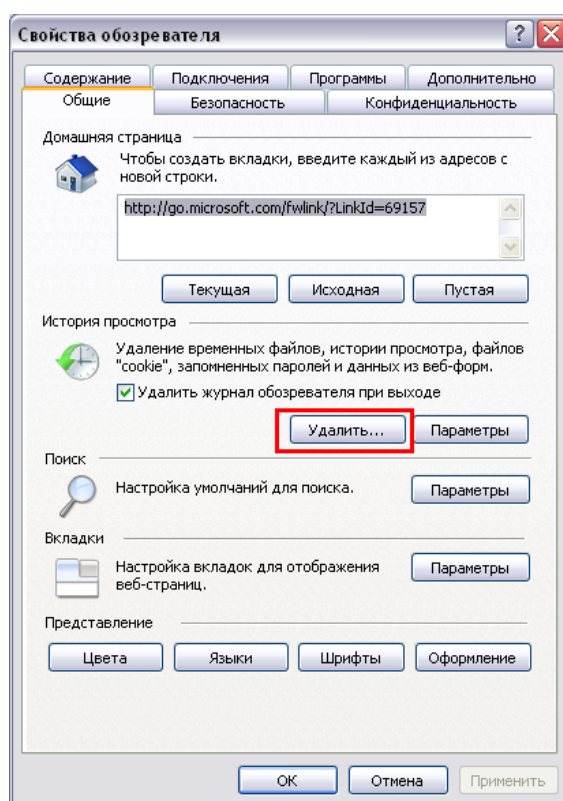 Свойства обозревателя
Содержание Подключения Программы Дополнительно
Общие Безопасность Конфиденциальность
Домашняя страница
Чтобы создать вкладки, введите каждый из адресов с
новой строки.
http://go.microsoft.com/fwlink/?LinkId=69157
Текущая Исходная Пустая
История просмотра
Удаление временных файлов, истории просмотра, файлов
"cookie", запомненных паролей и данных из веб-форм.
Удалить журнал обозревателя при выходе
Удалить... Параметры
Поиск
Настройка умолчаний для поиска. Параметры
Вкладки
Настройка вкладок для отображения
веб-страниц. Параметры
Представление
Цвета Языки Шрифты Оформление
ОК Отмена Применить